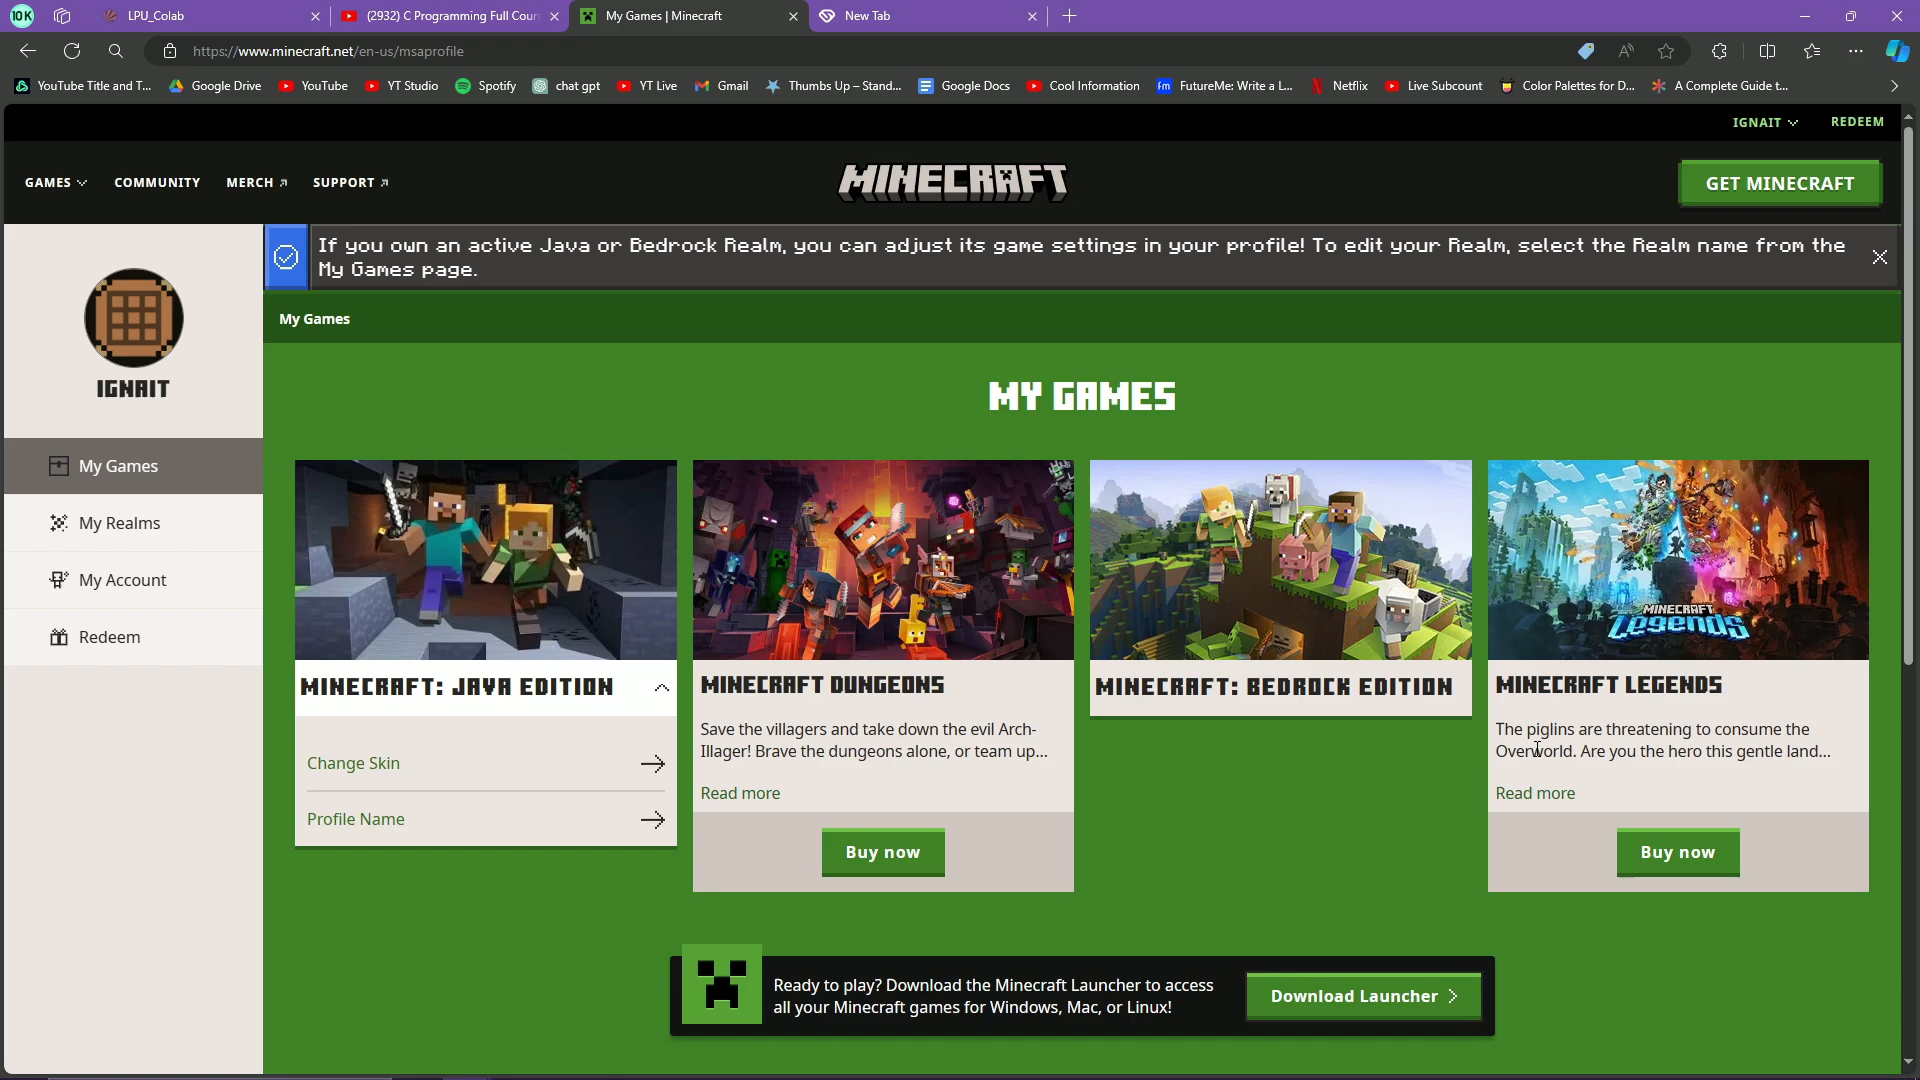 10K
LPU_Colab
(2932) C Programming Full Cour
My Games | Minecraft
New Tab
https://www.minecraft.net/en-us/msaprofile
YouTube Title and T...
Google Drive
YouTube
YT Studio
Spotify
chat gpt
YT Live
Gmail
Thumbs Up – Stand...
Google Docs
Cool Information
Fm
FutureMe: Write a L...
Netflix
Live Subcount
Color Palettes for D...
A Complete Guide t...
IGNAIT
REDEEM
GAMES
COMMUNITY
MERCH
SUPPORT
MINECRAFT
GET MINECRAFT
If you own an active Java or Bedrock Realm, you can adjust its game settings in your profile! To edit your Realm, select the Realm name from the
My Games page.
IGNAIT
My Games
My Realms
My Account
Redeem
My Games
MY GAMES
MINECRAFT: JAVA EDITION
Change Skin
Profile Name
MINECRAFT DUNGEONS
Save the villagers and take down the evil Arch-
Illager! Brave the dungeons alone, or team up...
Read more
Buy now
MINECRAFT: BEDROCK EDITION
MINECRAFT
Legends
MINECRAFT LEGENDS
The piglins are threatening to consume the
Overworld. Are you the hero this gentle land...
Read more
Buy now
Ready to play? Download the Minecraft Launcher to access
all your Minecraft games for Windows, Mac, or Linux!
Download Launcher